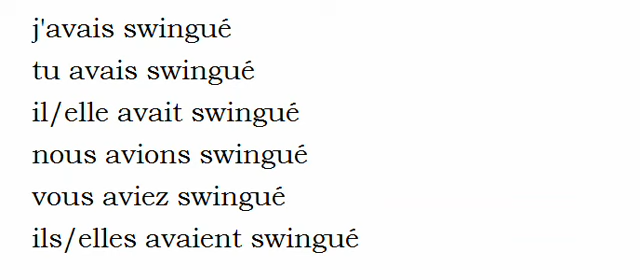 j'avais swingué
tu avais swingué
il/elle avait swingué
nous avions swingué
vous aviez swingué
ils/elles avaient swingué